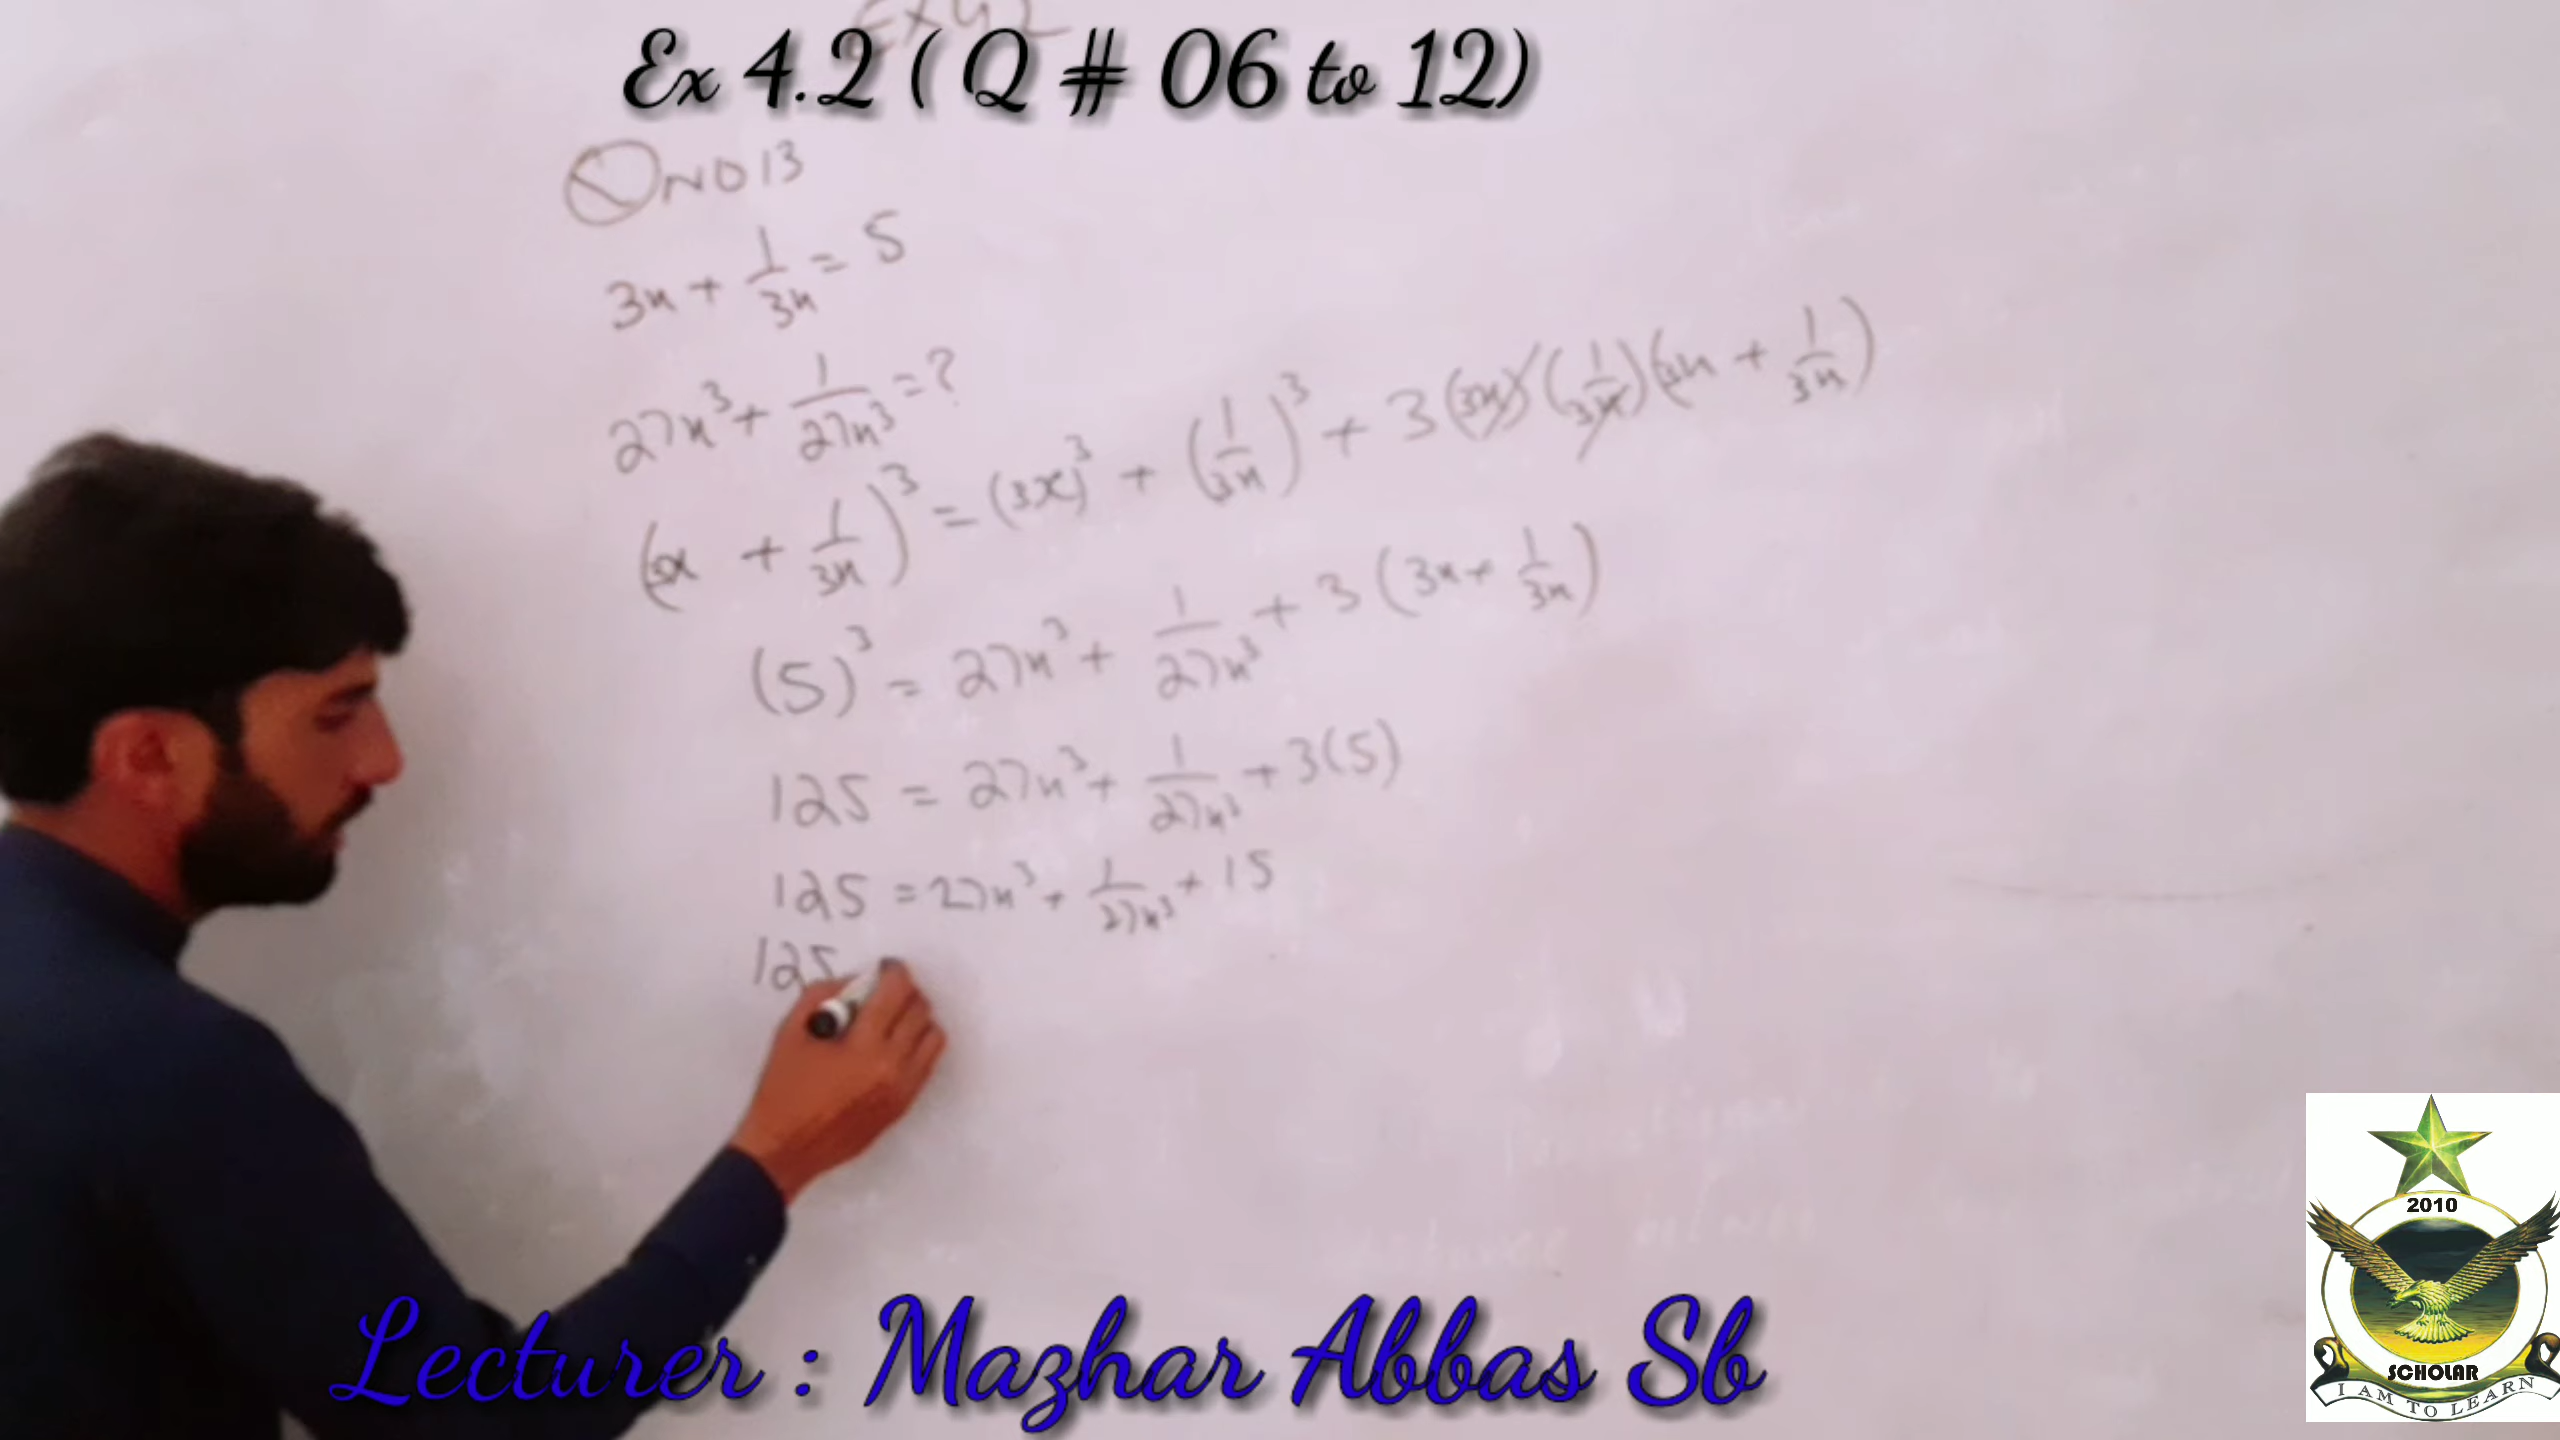 Ex 4.2
Ex 4.2 ( Q # 06 to 12)
Q NO 13
3x + 1/3x = 5
27x³ + 1/27x³ = ?
(3x + 1/3x)³ = (3x)³ + (1/3x)³ + 3(3x)(1/3x)(3x + 1/3x)
(5)³ = 27x³ + 1/27x³ + 3(3x + 1/3x)
125 = 27x³ + 1/27x³ + 3(5)
125 = 27x³ + 1/27x³ + 15
125
Lecturer : Mazhar Abbas Sb
2010
SCHOLAR
I AM TO LEARN